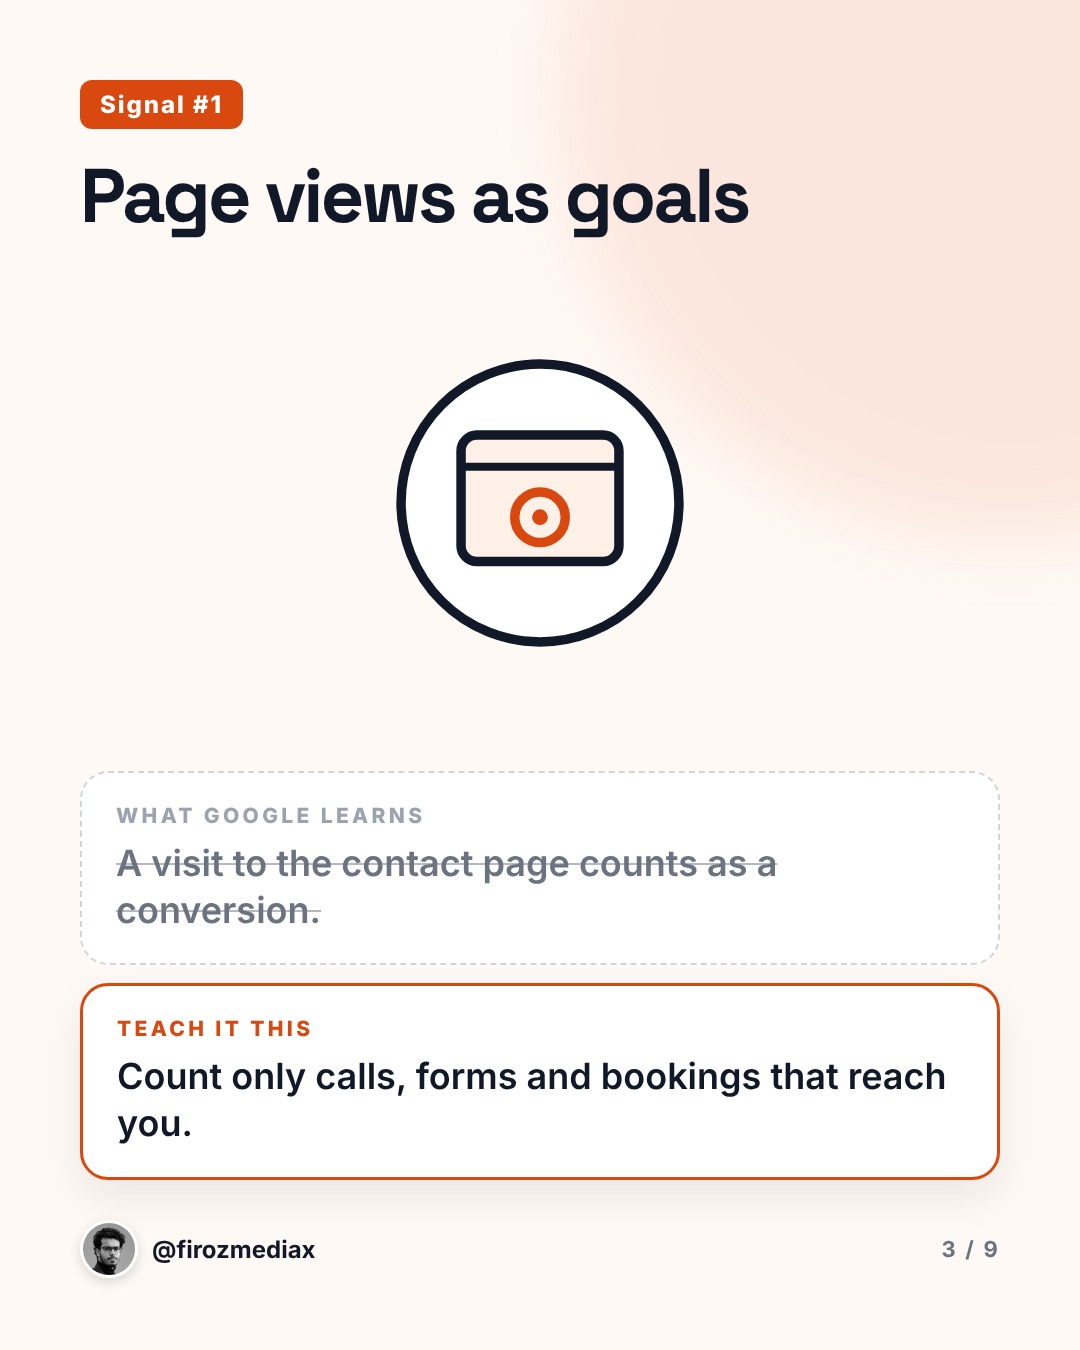 Signal #1
Page views as goals
WHAT GOOGLE LEARNS
A visit to the contact page counts as a
conversion.
TEACH IT THIS
Count only calls, forms and bookings that reach
you.
@firozmediax
3 / 9